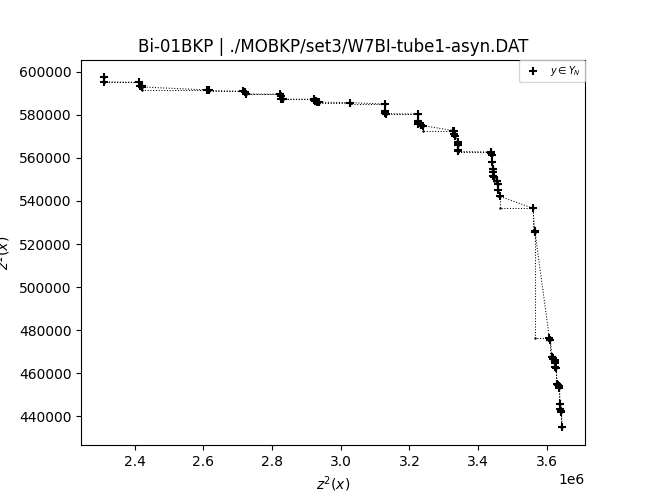 Bi-01BKP | ./MOBKP/set3/W7BI-tube1-asyn.DAT
y ∈ Y_N
600000
580000
560000
540000
520000
500000
480000
460000
440000
2.4 2.6 2.8 3.0 3.2 3.4 3.6
1e6
z²(x)